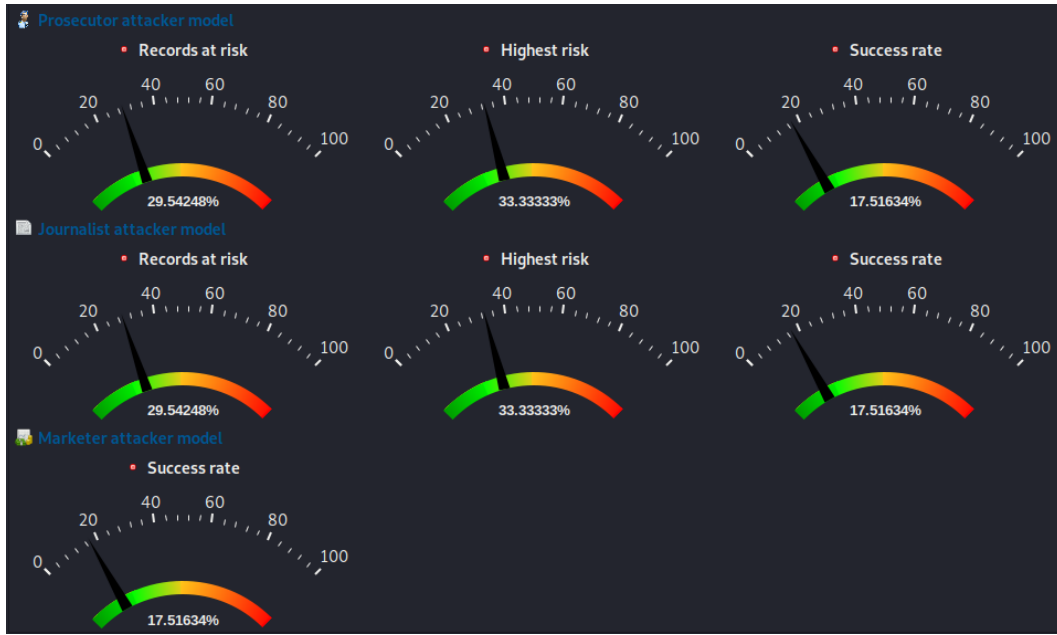 Prosecutor attacker model
Records at risk
0 20 40 60 80 100
29.54248%
Highest risk
0 20 40 60 80 100
33.33333%
Success rate
0 20 40 60 80 100
17.51634%
Journalist attacker model
Records at risk
0 20 40 60 80 100
29.54248%
Highest risk
0 20 40 60 80 100
33.33333%
Success rate
0 20 40 60 80 100
17.51634%
Marketer attacker model
Success rate
0 20 40 60 80 100
17.51634%